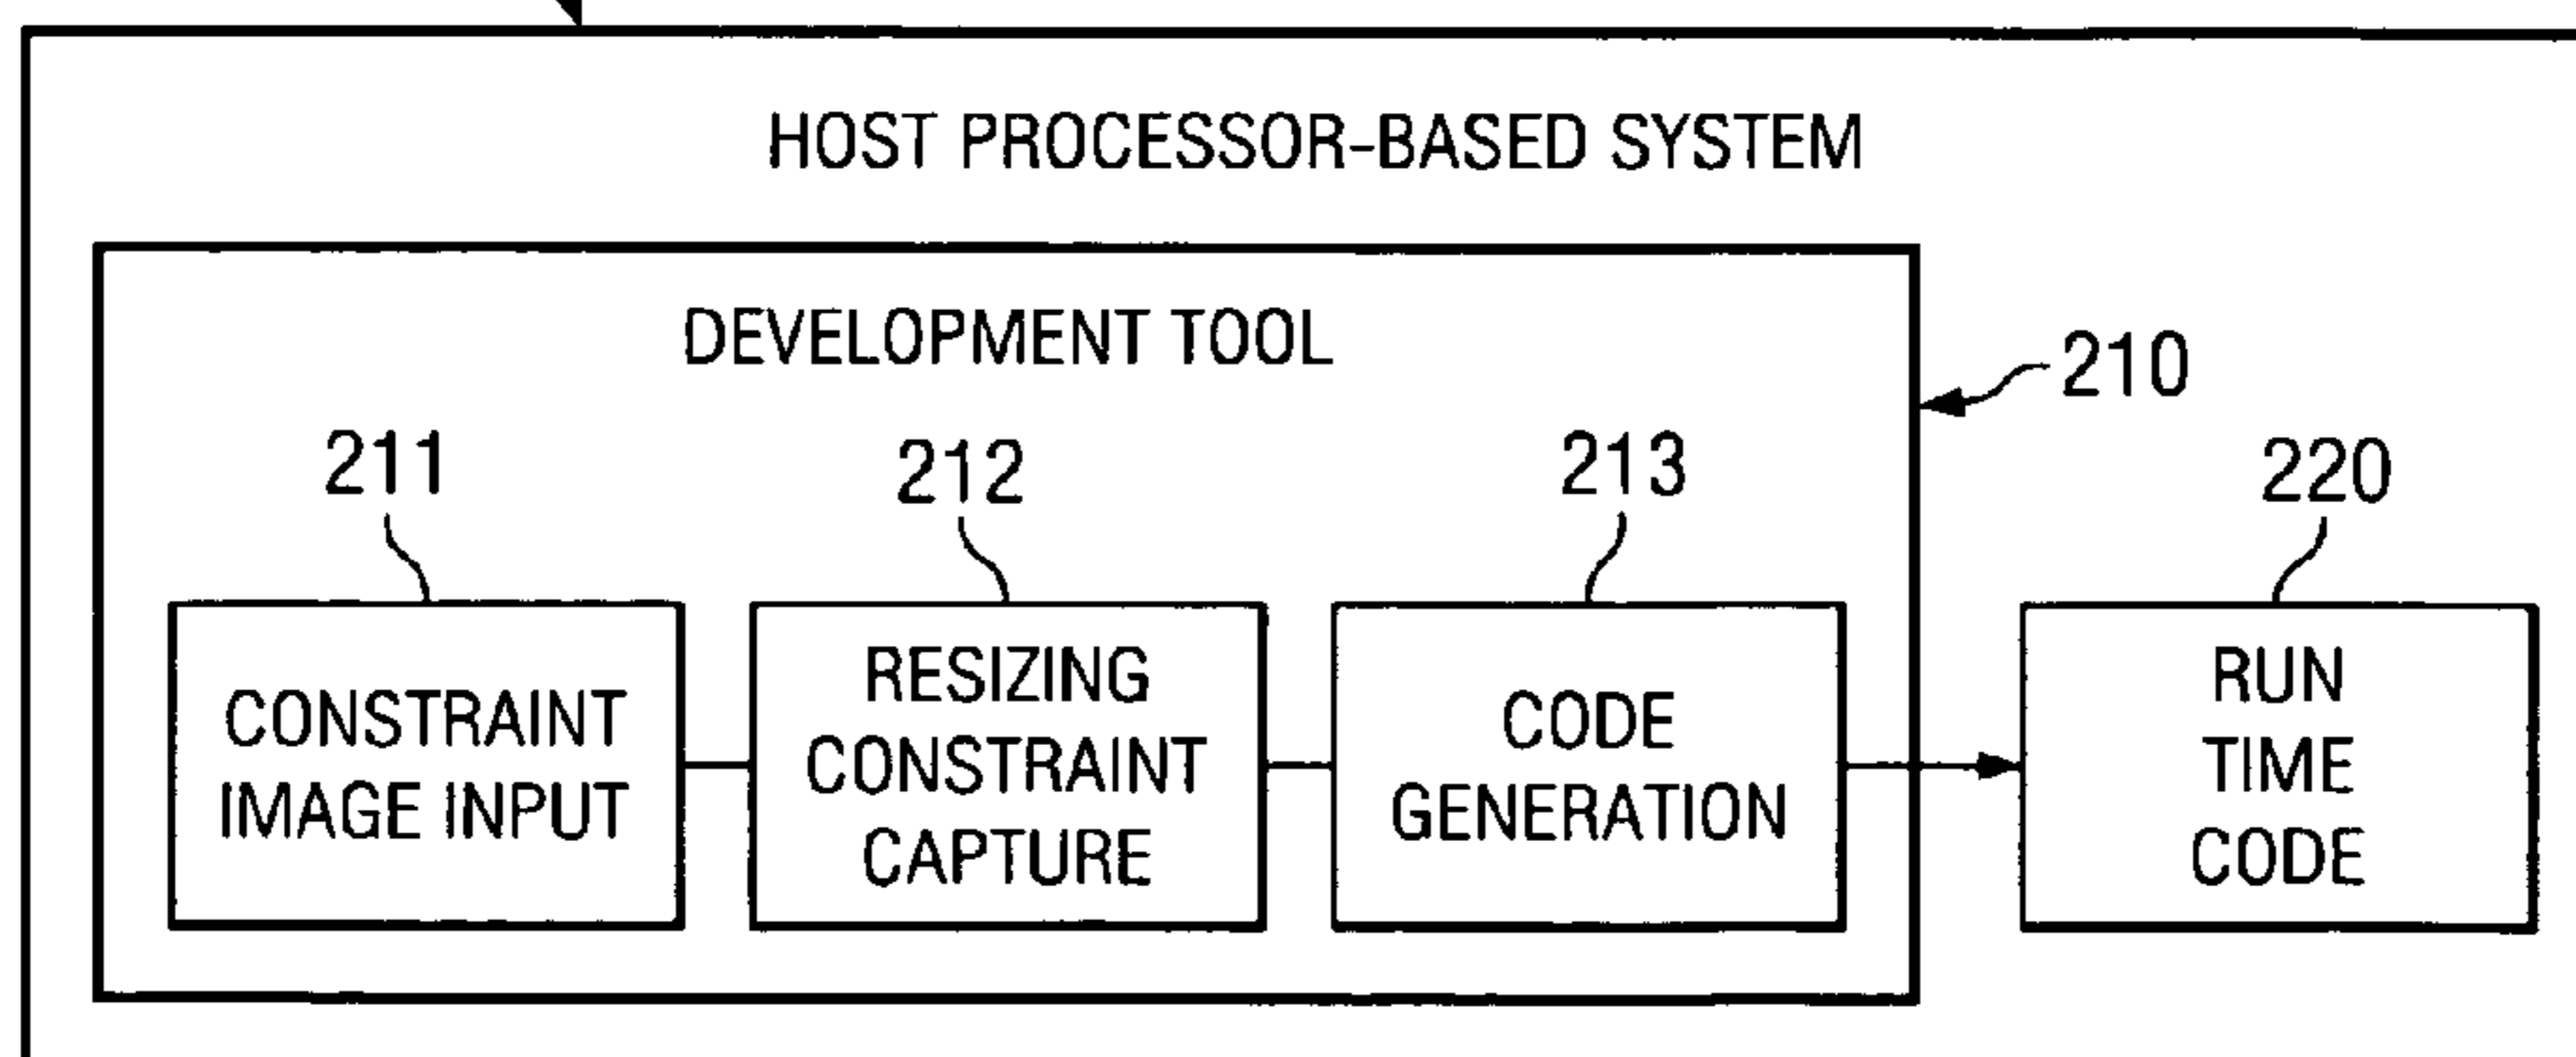 HOST PROCESSOR-BASED SYSTEM
DEVELOPMENT TOOL
210
211
212
213
220
CONSTRAINT
IMAGE INPUT
RESIZING
CONSTRAINT
CAPTURE
CODE
GENERATION
RUN
TIME
CODE